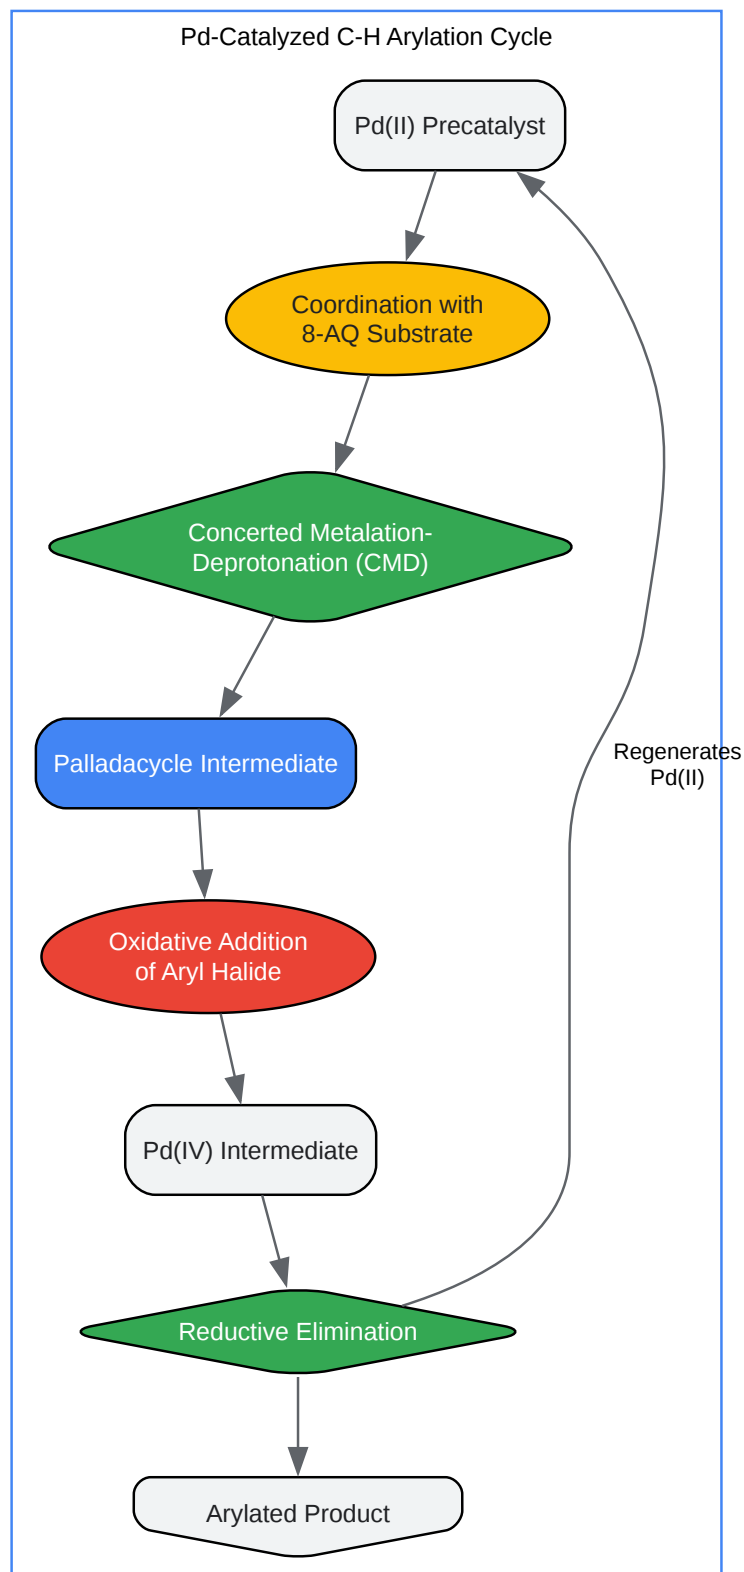 Pd-Catalyzed C-H Arylation Cycle
Pd(II) Precatalyst
Coordination with
8-AQ Substrate
Concerted Metalation-
Deprotonation (CMD)
Palladacycle Intermediate
Regenerates
Pd(II)
Oxidative Addition
of Aryl Halide
Pd(IV) Intermediate
Reductive Elimination
Arylated Product